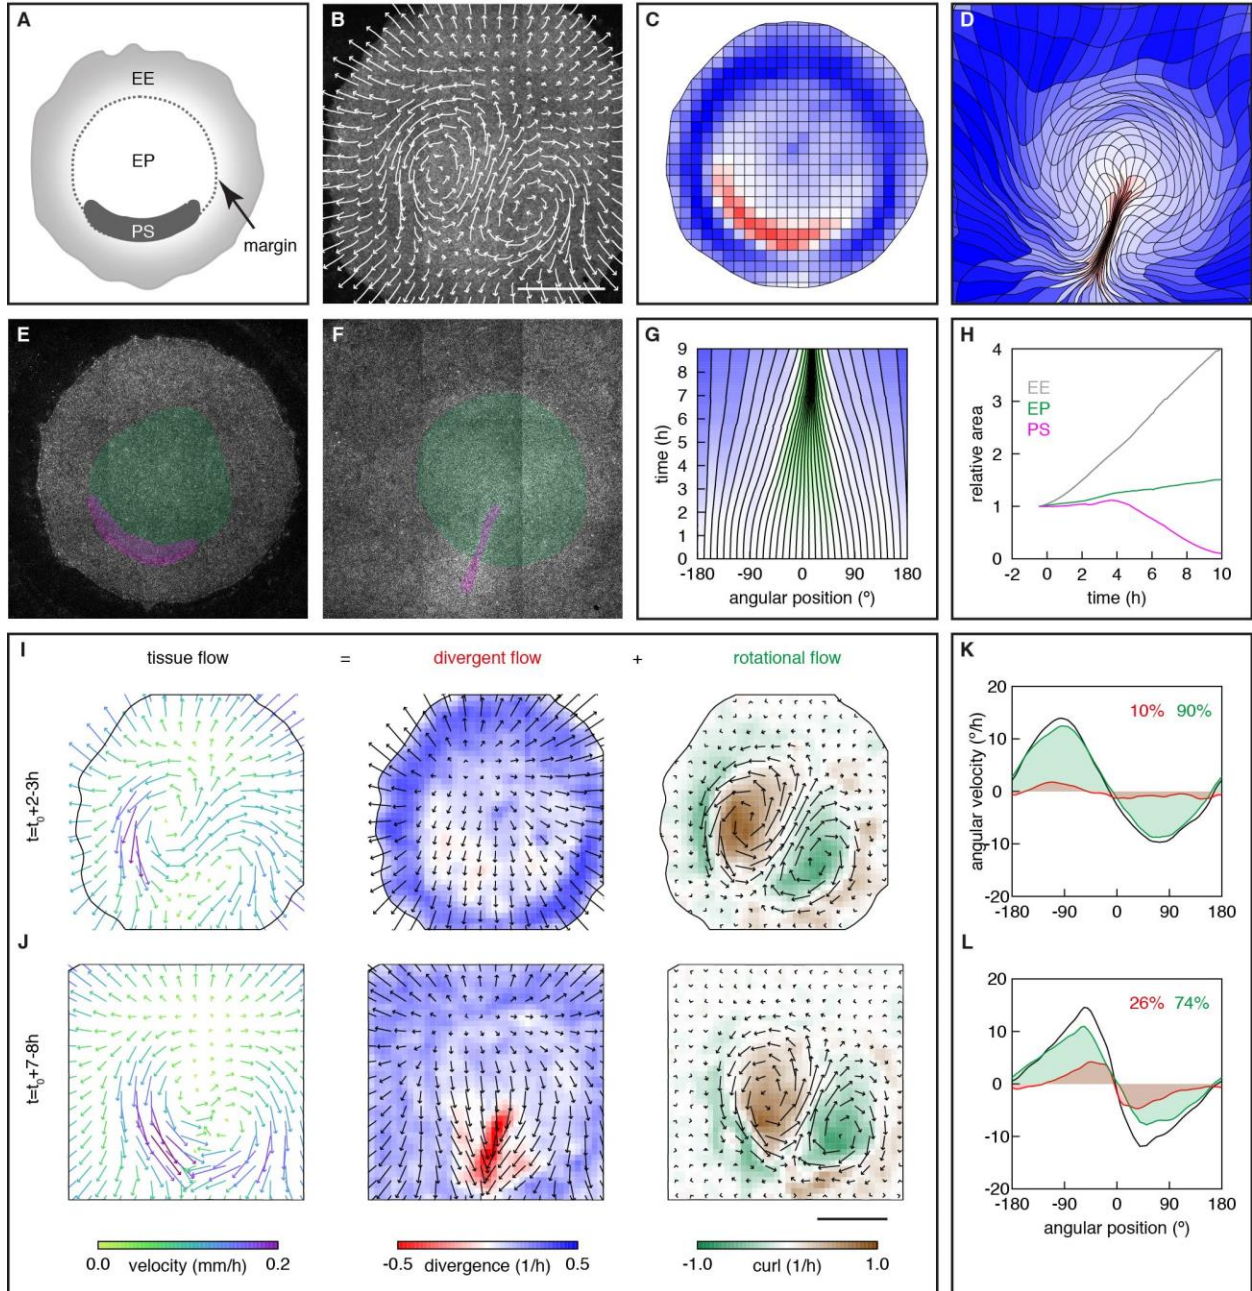 A
EE
EP
PS
margin
B
C
D
E
F
G
9
8
7
6
5
4
3
2
1
0
time (h)
-180 -90 0 90 180
angular position (º)
H
4
3
2
1
0
relative area
EE
EP
PS
-2 0 2 4 6 8 10
time (h)
I
tissue flow = divergent flow + rotational flow
t=t0+2-3h
J
t=t0+7-8h
0.0 velocity (mm/h) 0.2
-0.5 divergence (1/h) 0.5
-1.0 curl (1/h) 1.0
K
20
10
0
-10
-20
angular velocity (º/h)
10% 90%
-180 -90 0 90 180
L
20
10
0
-10
20
26% 74%
-180 -90 0 90 180
angular position (º)